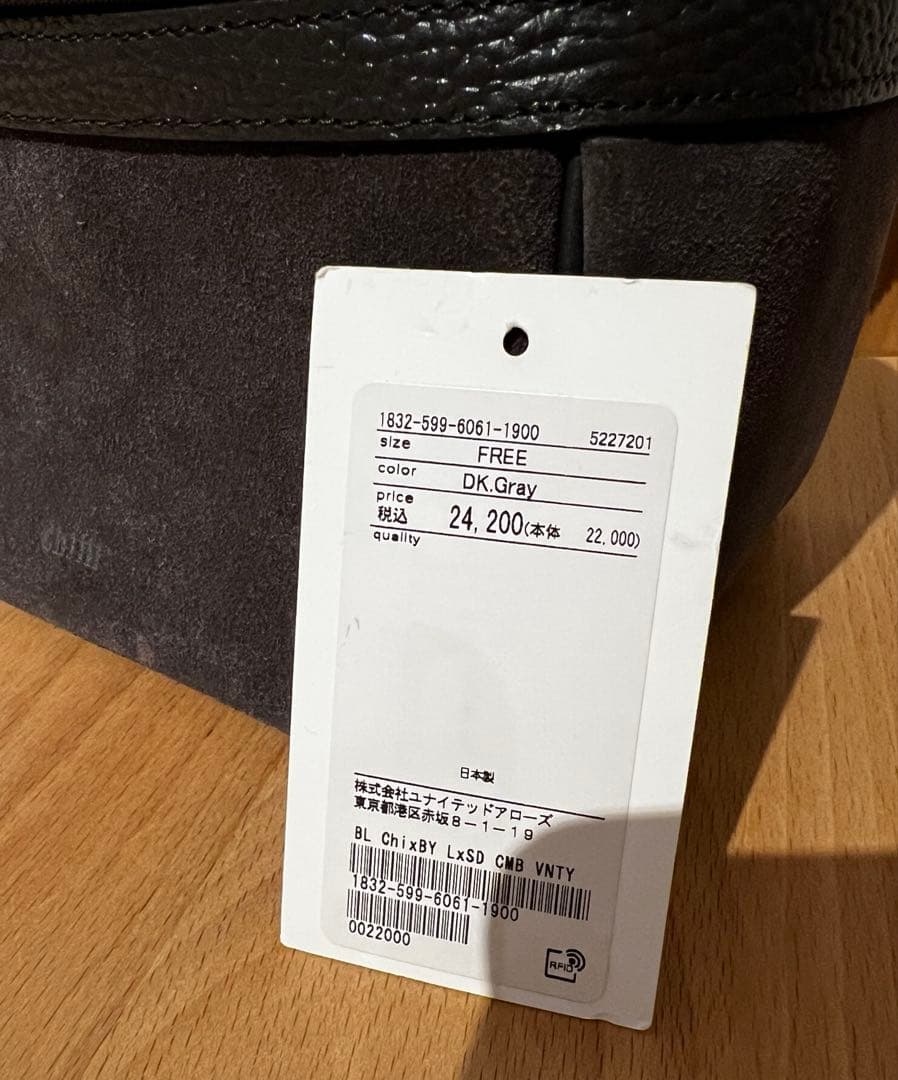 1832-599-6061-1900 5227201
size FREE
color DK.Gray
price
税込 24,200(本体 22,000)
quality
日本製
株式会社ユナイテッドアローズ
東京都港区赤坂8-1-19
BL ChixBY LxSD CMB VNTY
1832-599-6061-1900
0022000
RFID